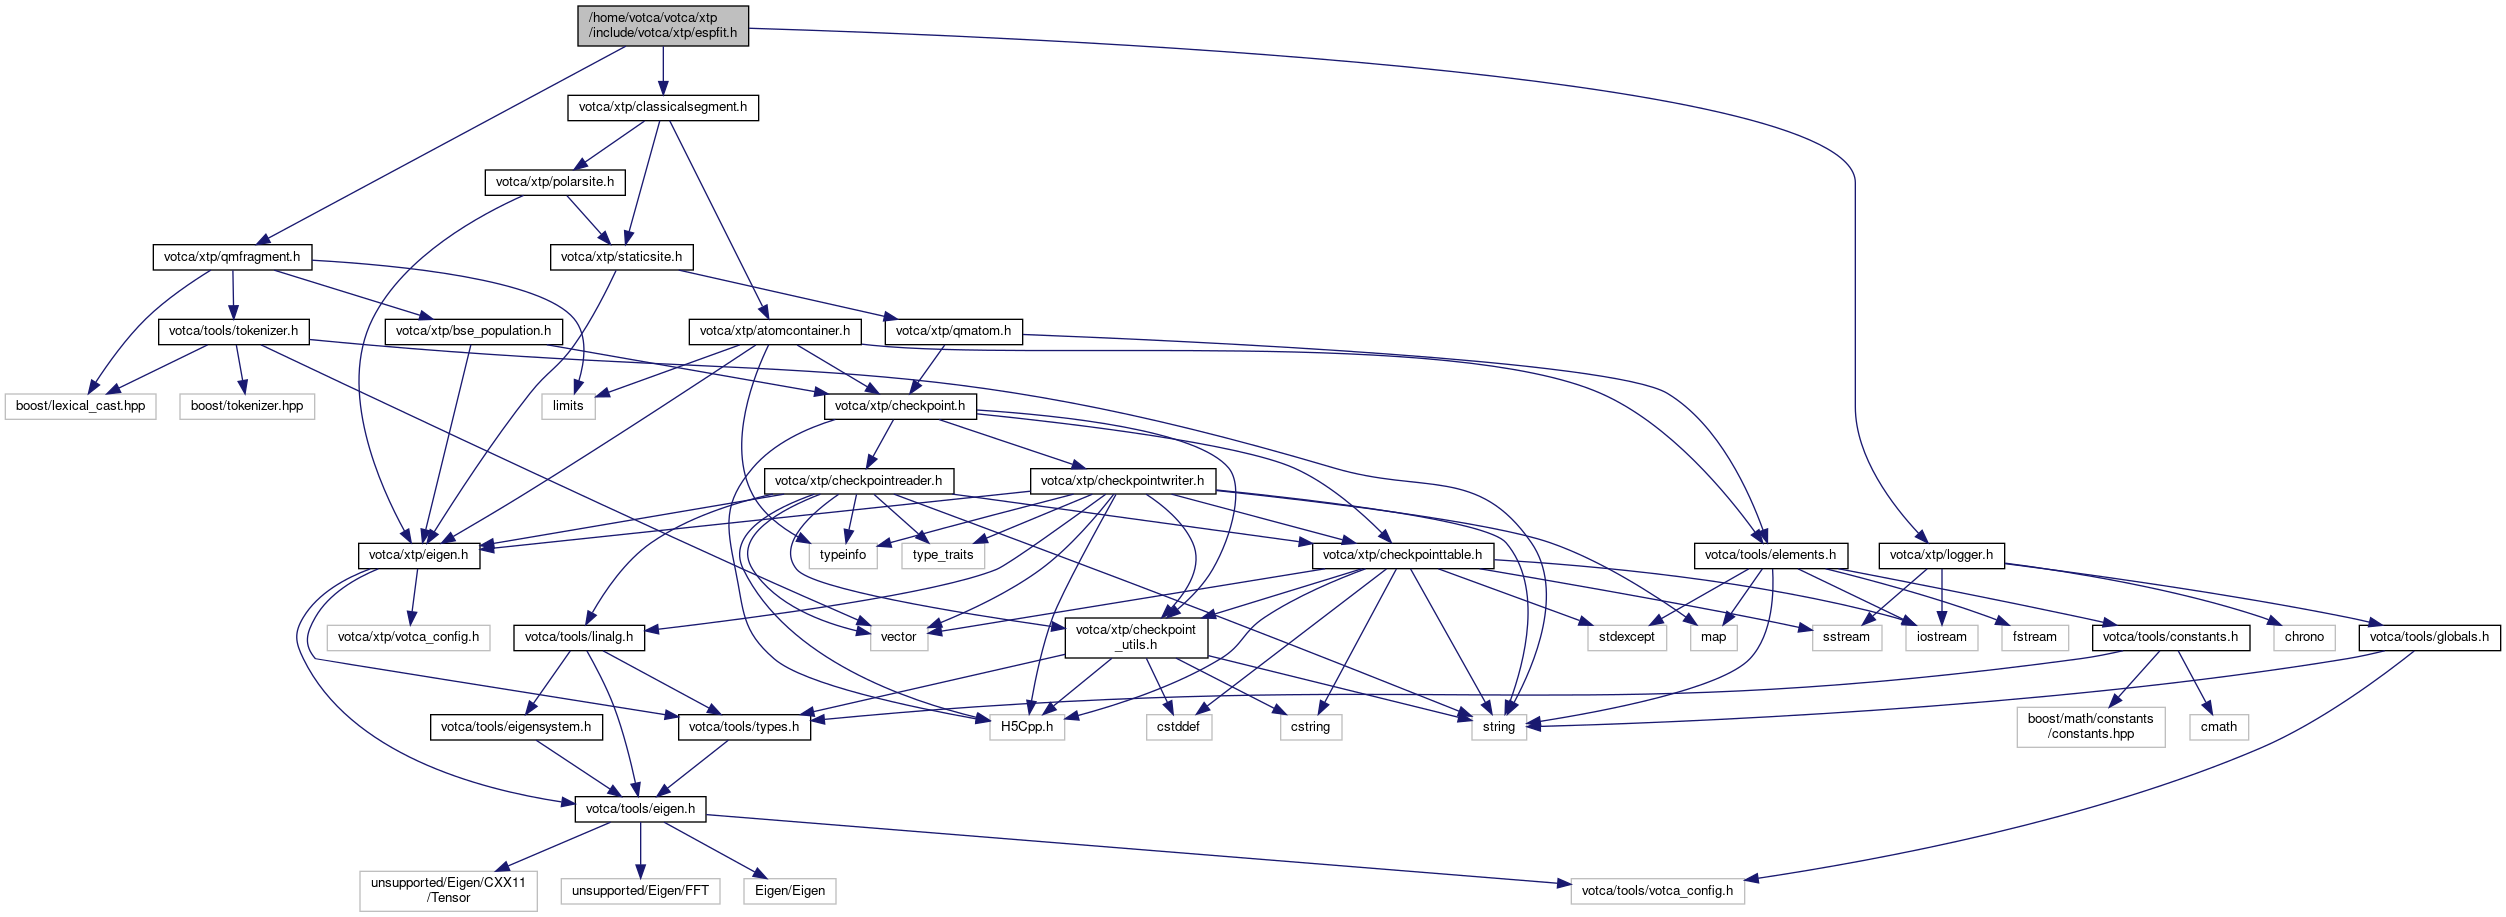 /home/votca/votca/xtp
/include/votca/xtp/espfit.h
votca/xtp/classicalsegment.h
votca/xtp/polarsite.h
votca/xtp/qmfragment.h
votca/xtp/staticsite.h
votca/tools/tokenizer.h
votca/xtp/bse_population.h
votca/xtp/atomcontainer.h
votca/xtp/qmatom.h
boost/lexical_cast.hpp
boost/tokenizer.hpp
limits
votca/xtp/checkpoint.h
votca/xtp/checkpointreader.h
votca/xtp/checkpointwriter.h
votca/xtp/eigen.h
typeinfo
type_traits
votca/xtp/checkpointtable.h
votca/tools/elements.h
votca/xtp/logger.h
votca/xtp/votca_config.h
votca/tools/linalg.h
vector
votca/xtp/checkpoint
_utils.h
stdexcept
map
sstream
iostream
fstream
votca/tools/constants.h
chrono
votca/tools/globals.h
votca/tools/eigensystem.h
votca/tools/types.h
H5Cpp.h
cstddef
cstring
string
boost/math/constants
/constants.hpp
cmath
votca/tools/eigen.h
unsupported/Eigen/CXX11
/Tensor
unsupported/Eigen/FFT
Eigen/Eigen
votca/tools/votca_config.h